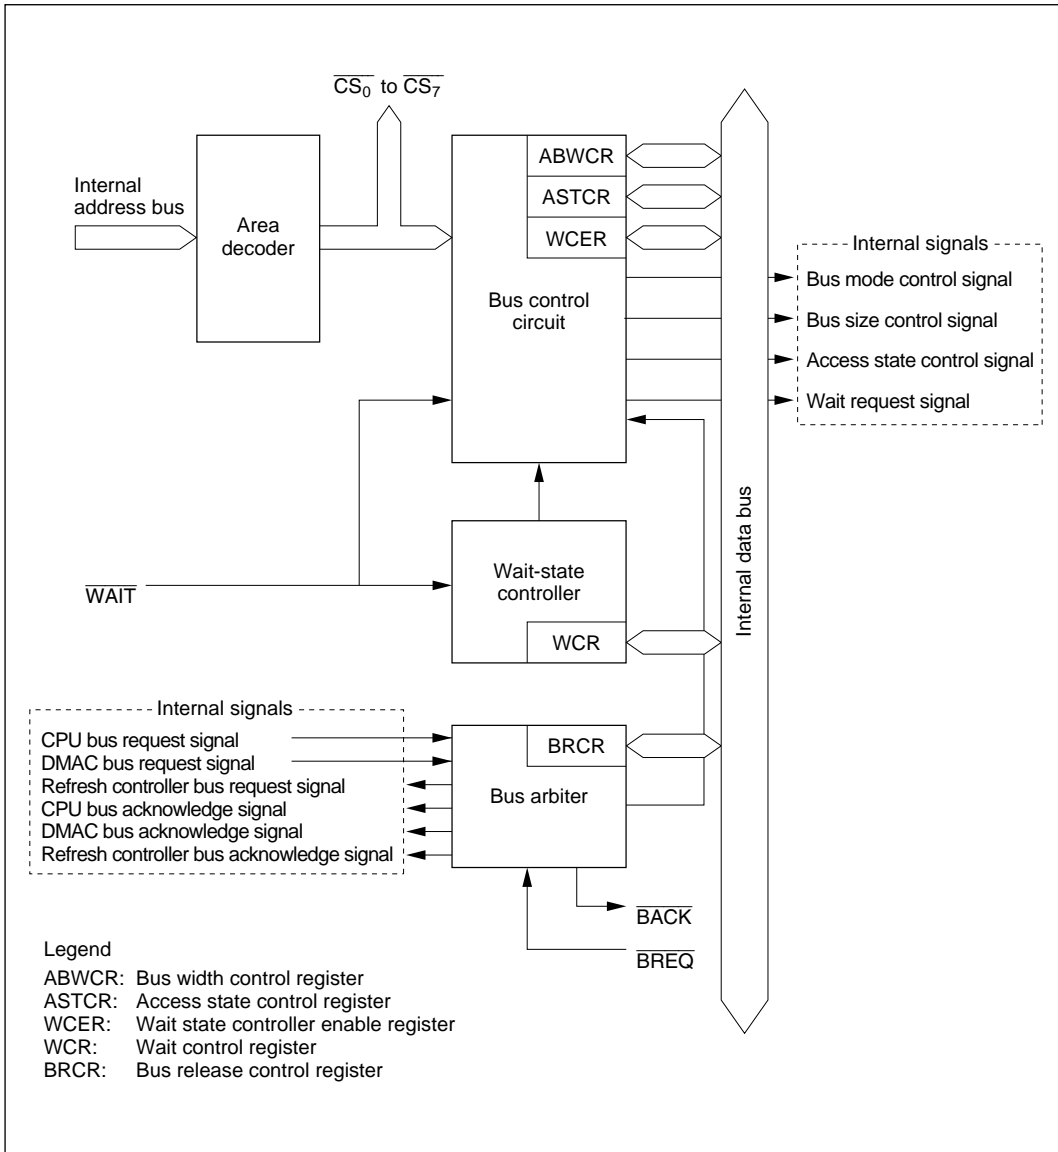 CS0 to CS7
Internal
address bus
Area
decoder
ABWCR
ASTCR
WCER
Bus control
circuit
Internal signals
Bus mode control signal
Bus size control signal
Access state control signal
Wait request signal
Internal data bus
WAIT
Wait-state
controller
WCR
Internal signals
CPU bus request signal
DMAC bus request signal
Refresh controller bus request signal
CPU bus acknowledge signal
DMAC bus acknowledge signal
Refresh controller bus acknowledge signal
BRCR
Bus arbiter
BACK
BREQ
Legend
ABWCR: Bus width control register
ASTCR: Access state control register
WCER: Wait state controller enable register
WCR: Wait control register
BRCR: Bus release control register